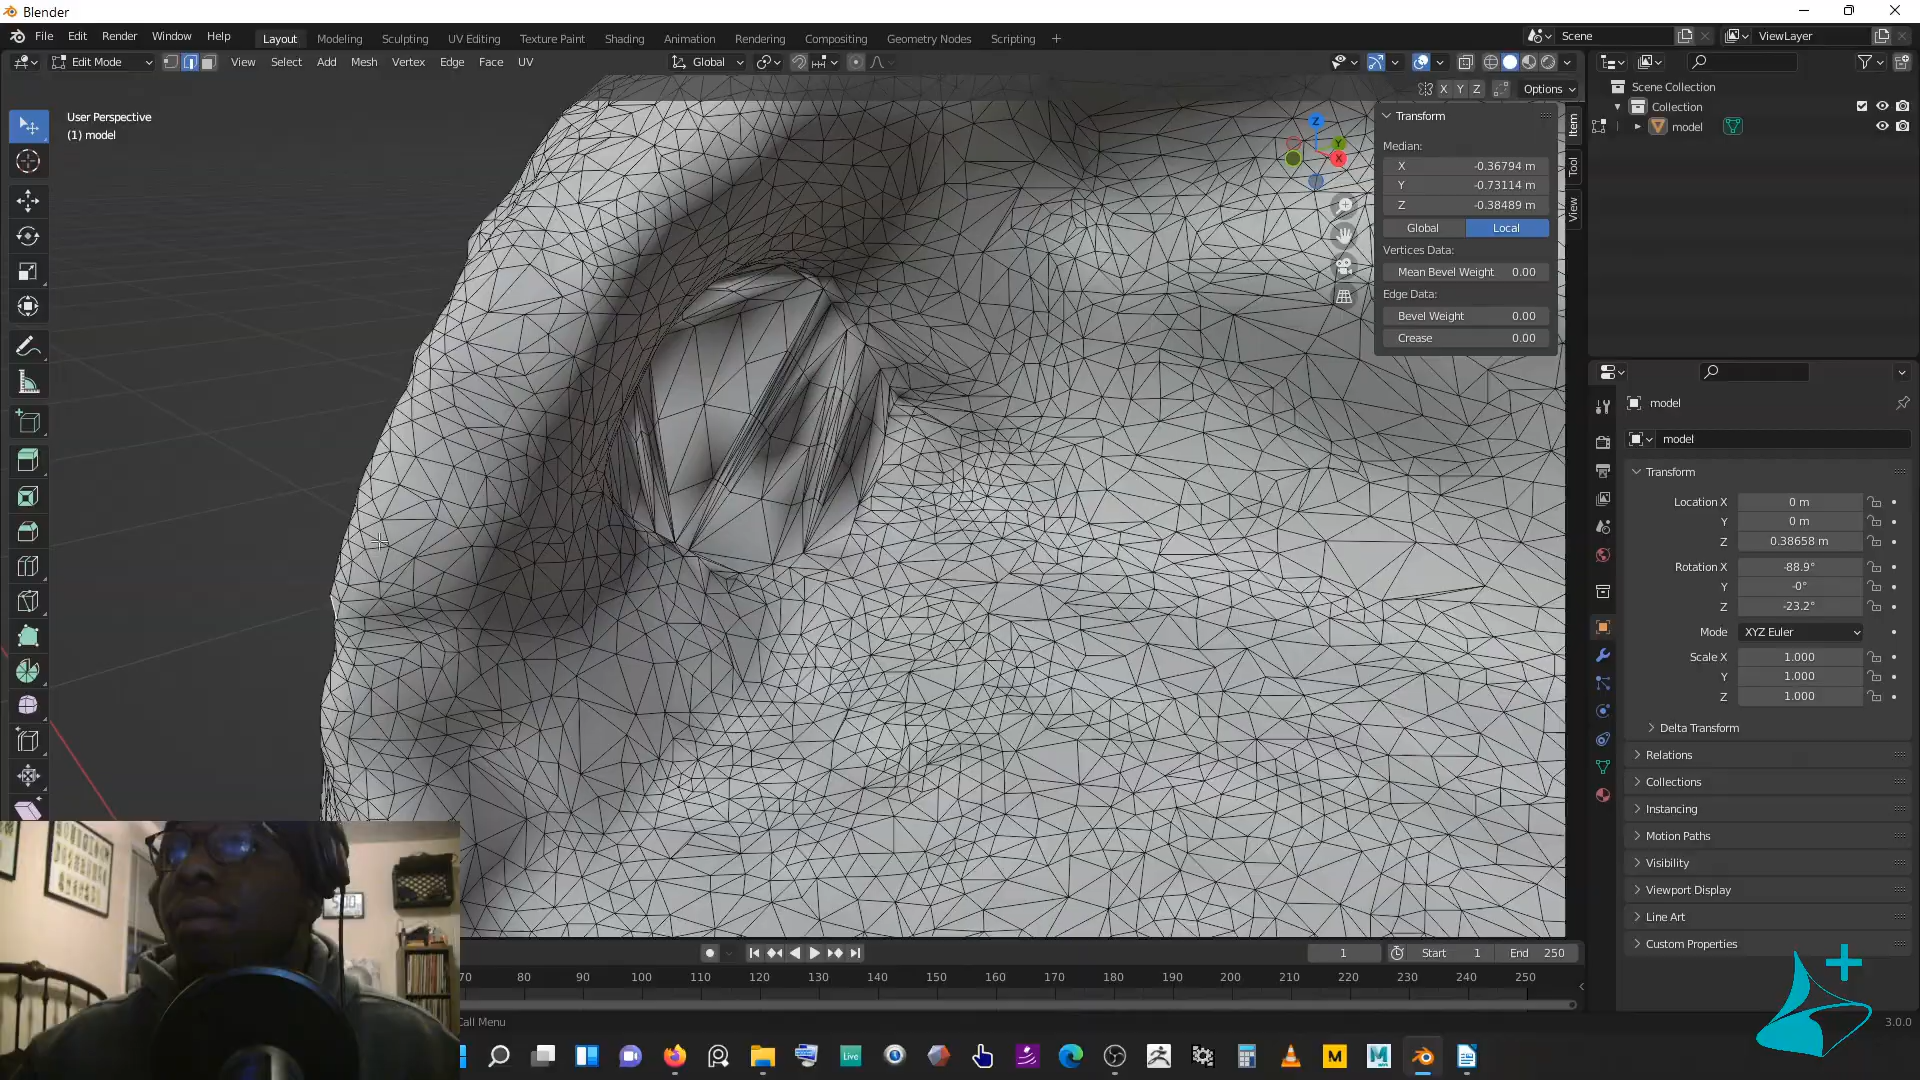 Blender
File Edit Render Window Help
Layout Modeling Sculpting UV Editing Texture Paint Shading Animation Rendering Compositing Geometry Nodes Scripting
Scene
ViewLayer
Edit Mode
View Select Add Mesh Vertex Edge Face UV
Global
X Y Z
Options
User Perspective
(1) model
Z
Y
X
Transform
Median:
X -0.36794 m
Y -0.73114 m
Z -0.38489 m
Global Local
Vertices Data:
Mean Bevel Weight 0.00
Edge Data:
Bevel Weight 0.00
Crease 0.00
Item
Tool
View
Scene Collection
Collection
model
model
model
Transform
Location X 0 m
Y 0 m
Z 0.38658 m
Rotation X -88.9°
Y -0°
Z -23.2°
Mode XYZ Euler
Scale X 1.000
Y 1.000
Z 1.000
Delta Transform
Relations
Collections
Instancing
Motion Paths
Visibility
Viewport Display
Line Art
Custom Properties
1
Start 1
End 250
70 80 90 100 110 120 130 140 150 160 170 180 190 200 210 220 230 240 250
Call Menu
3.0.0
Live
M
M